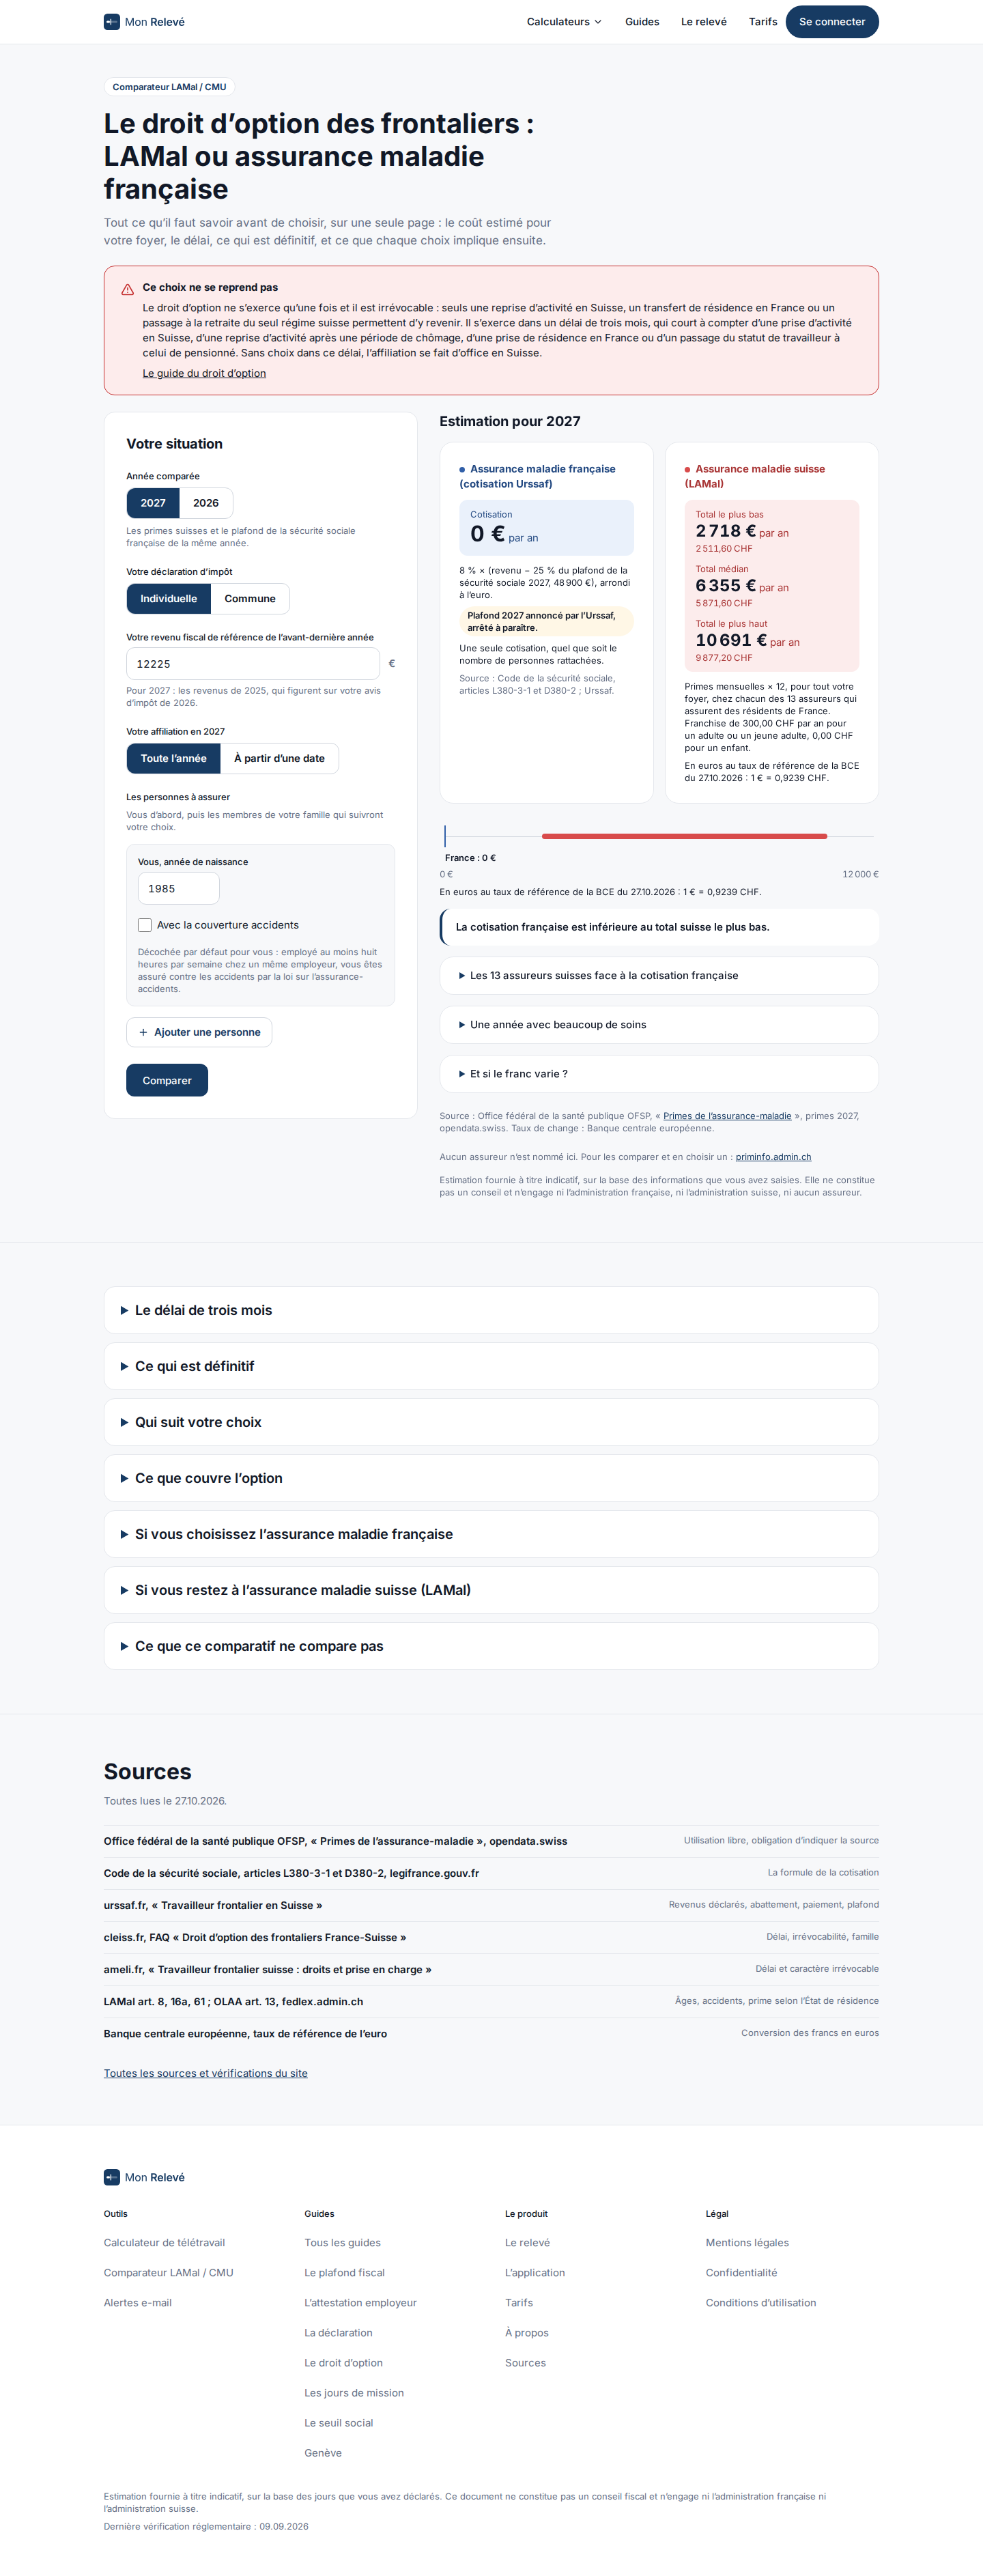 Mon Relevé
Calculateurs
Guides
Le relevé
Tarifs
Se connecter
Comparateur LAMal / CMU
Le droit d’option des frontaliers :
LAMal ou assurance maladie
française
Tout ce qu’il faut savoir avant de choisir, sur une seule page : le coût estimé pour
votre foyer, le délai, ce qui est définitif, et ce que chaque choix implique ensuite.
Ce choix ne se reprend pas
Le droit d’option ne s’exerce qu’une fois et il est irrévocable : seuls une reprise d’activité en Suisse, un transfert de résidence en France ou un
passage à la retraite du seul régime suisse permettent d’y revenir. Il s’exerce dans un délai de trois mois, qui court à compter d’une prise d’activité
en Suisse, d’une reprise d’activité après une période de chômage, d’une prise de résidence en France ou d’un passage du statut de travailleur à
celui de pensionné. Sans choix dans ce délai, l’affiliation se fait d’office en Suisse.
Le guide du droit d’option
Votre situation
Année comparée
2027
2026
Les primes suisses et le plafond de la sécurité sociale
française de la même année.
Votre déclaration d’impôt
Individuelle
Commune
Votre revenu fiscal de référence de l’avant-dernière année
12225
€
Pour 2027 : les revenus de 2025, qui figurent sur votre avis
d’impôt de 2026.
Votre affiliation en 2027
Toute l’année
À partir d’une date
Les personnes à assurer
Vous d’abord, puis les membres de votre famille qui suivront
votre choix.
Vous, année de naissance
1985
Avec la couverture accidents
Décochée par défaut pour vous : employé au moins huit
heures par semaine chez un même employeur, vous êtes
assuré contre les accidents par la loi sur l’assurance-
accidents.
Ajouter une personne
Comparer
Estimation pour 2027
Assurance maladie française
(cotisation Urssaf)
Cotisation
0 € par an
8 % × (revenu − 25 % du plafond de la
sécurité sociale 2027, 48 900 €), arrondi
à l’euro.
Plafond 2027 annoncé par l’Urssaf,
arrêté à paraître.
Une seule cotisation, quel que soit le
nombre de personnes rattachées.
Source : Code de la sécurité sociale,
articles L380-3-1 et D380-2 ; Urssaf.
Assurance maladie suisse
(LAMal)
Total le plus bas
2 718 € par an
2 511,60 CHF
Total médian
6 355 € par an
5 871,60 CHF
Total le plus haut
10 691 € par an
9 877,20 CHF
Primes mensuelles × 12, pour tout votre
foyer, chez chacun des 13 assureurs qui
assurent des résidents de France.
Franchise de 300,00 CHF par an pour
un adulte ou un jeune adulte, 0,00 CHF
pour un enfant.
En euros au taux de référence de la BCE
du 27.10.2026 : 1 € = 0,9239 CHF.
France : 0 €
0 €
12 000 €
En euros au taux de référence de la BCE du 27.10.2026 : 1 € = 0,9239 CHF.
La cotisation française est inférieure au total suisse le plus bas.
Les 13 assureurs suisses face à la cotisation française
Une année avec beaucoup de soins
Et si le franc varie ?
Source : Office fédéral de la santé publique OFSP, « Primes de l’assurance-maladie », primes 2027,
opendata.swiss. Taux de change : Banque centrale européenne.
Aucun assureur n’est nommé ici. Pour les comparer et en choisir un : priminfo.admin.ch
Estimation fournie à titre indicatif, sur la base des informations que vous avez saisies. Elle ne constitue
pas un conseil et n’engage ni l’administration française, ni l’administration suisse, ni aucun assureur.
Le délai de trois mois
Ce qui est définitif
Qui suit votre choix
Ce que couvre l’option
Si vous choisissez l’assurance maladie française
Si vous restez à l’assurance maladie suisse (LAMal)
Ce que ce comparatif ne compare pas
Sources
Toutes lues le 27.10.2026.
Office fédéral de la santé publique OFSP, « Primes de l’assurance-maladie », opendata.swiss
Utilisation libre, obligation d’indiquer la source
Code de la sécurité sociale, articles L380-3-1 et D380-2, legifrance.gouv.fr
La formule de la cotisation
urssaf.fr, « Travailleur frontalier en Suisse »
Revenus déclarés, abattement, paiement, plafond
cleiss.fr, FAQ « Droit d’option des frontaliers France-Suisse »
Délai, irrévocabilité, famille
ameli.fr, « Travailleur frontalier suisse : droits et prise en charge »
Délai et caractère irrévocable
LAMal art. 8, 16a, 61 ; OLAA art. 13, fedlex.admin.ch
Âges, accidents, prime selon l’État de résidence
Banque centrale européenne, taux de référence de l’euro
Conversion des francs en euros
Toutes les sources et vérifications du site
Mon Relevé
Outils
Calculateur de télétravail
Comparateur LAMal / CMU
Alertes e-mail
Guides
Tous les guides
Le plafond fiscal
L’attestation employeur
La déclaration
Le droit d’option
Les jours de mission
Le seuil social
Genève
Le produit
Le relevé
L’application
Tarifs
À propos
Sources
Légal
Mentions légales
Confidentialité
Conditions d’utilisation
Estimation fournie à titre indicatif, sur la base des jours que vous avez déclarés. Ce document ne constitue pas un conseil fiscal et n’engage ni l’administration française ni
l’administration suisse.
Dernière vérification réglementaire : 09.09.2026